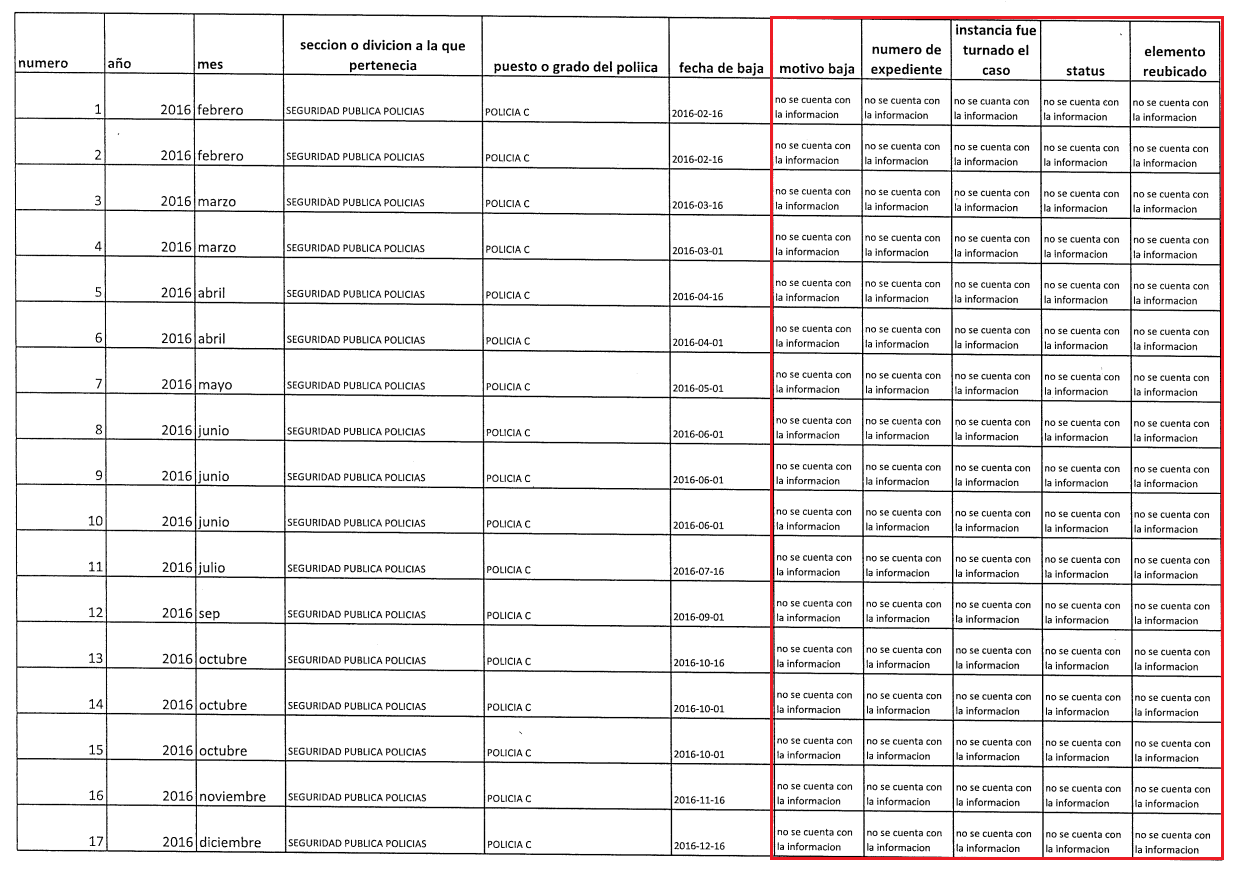 numero año mes seccion o divicion a la que pertenecia puesto o grado del poliica fecha de baja motivo baja numero de expediente instancia fue turnado el caso status elemento reubicado
1 2016 febrero SEGURIDAD PUBLICA POLICIAS POLICIA C 2016-02-16 no se cuenta con la informacion no se cuenta con la informacion no se cuanta con la informacion no se cuenta con la informacion no se cuenta con la informacion
2 2016 febrero SEGURIDAD PUBLICA POLICIAS POLICIA C 2016-02-16 no se cuenta con la informacion no se cuenta con la informacion no se cuenta con la informacion no se cuenta con la informacion no se cuenta con la informacion
3 2016 marzo SEGURIDAD PUBLICA POLICIAS POLICIA C 2016-03-16 no se cuenta con la informacion no se cuenta con la informacion no se cuenta con la informacion no se cuenta con la informacion no se cuenta con la informacion
4 2016 marzo SEGURIDAD PUBLICA POLICIAS POLICIA C 2016-03-01 no se cuenta con la informacion no se cuenta con la informacion no se cuenta con la informacion no se cuenta con la informacion no se cuenta con la informacion
5 2016 abril SEGURIDAD PUBLICA POLICIAS POLICIA C 2016-04-16 no se cuenta con la informacion no se cuenta con la informacion no se cuenta con la informacion no se cuenta con la informacion no se cuenta con la informacion
6 2016 abril SEGURIDAD PUBLICA POLICIAS POLICIA C 2016-04-01 no se cuenta con la informacion no se cuenta con la informacion no se cuenta con la informacion no se cuenta con la informacion no se cuenta con la informacion
7 2016 mayo SEGURIDAD PUBLICA POLICIAS POLICIA C 2016-05-01 no se cuenta con la informacion no se cuenta con la informacion no se cuenta con la informacion no se cuenta con la informacion no se cuenta con la informacion
8 2016 junio SEGURIDAD PUBLICA POLICIAS POLICIA C 2016-06-01 no se cuenta con la informacion no se cuenta con la informacion no se cuenta con la informacion no se cuenta con la informacion no se cuenta con la informacion
9 2016 junio SEGURIDAD PUBLICA POLICIAS POLICIA C 2016-06-01 no se cuenta con la informacion no se cuenta con la informacion no se cuenta con la informacion no se cuenta con la informacion no se cuenta con la informacion
10 2016 junio SEGURIDAD PUBLICA POLICIAS POLICIA C 2016-06-01 no se cuenta con la informacion no se cuenta con la informacion no se cuenta con la informacion no se cuenta con la informacion no se cuenta con la informacion
11 2016 julio SEGURIDAD PUBLICA POLICIAS POLICIA C 2016-07-16 no se cuenta con la informacion no se cuenta con la informacion no se cuenta con la informacion no se cuenta con la informacion no se cuenta con la informacion
12 2016 sep SEGURIDAD PUBLICA POLICIAS POLICIA C 2016-09-01 no se cuenta con la informacion no se cuenta con la informacion no se cuenta con la informacion no se cuenta con la informacion no se cuenta con la informacion
13 2016 octubre SEGURIDAD PUBLICA POLICIAS POLICIA C 2016-10-16 no se cuenta con la informacion no se cuenta con la informacion no se cuenta con la informacion no se cuenta con la informacion no se cuenta con la informacion
14 2016 octubre SEGURIDAD PUBLICA POLICIAS POLICIA C 2016-10-01 no se cuenta con la informacion no se cuenta con la informacion no se cuenta con la informacion no se cuenta con la informacion no se cuenta con la informacion
15 2016 octubre SEGURIDAD PUBLICA POLICIAS POLICIA C 2016-10-01 no se cuenta con la informacion no se cuenta con la informacion no se cuenta con la informacion no se cuenta con la informacion no se cuenta con la informacion
16 2016 noviembre SEGURIDAD PUBLICA POLICIAS POLICIA C 2016-11-16 no se cuenta con la informacion no se cuenta con la informacion no se cuenta con la informacion no se cuenta con la informacion no se cuenta con la informacion
17 2016 diciembre SEGURIDAD PUBLICA POLICIAS POLICIA C 2016-12-16 no se cuenta con la informacion no se cuenta con la informacion no se cuenta con la informacion no se cuenta con la informacion no se cuenta con la informacion